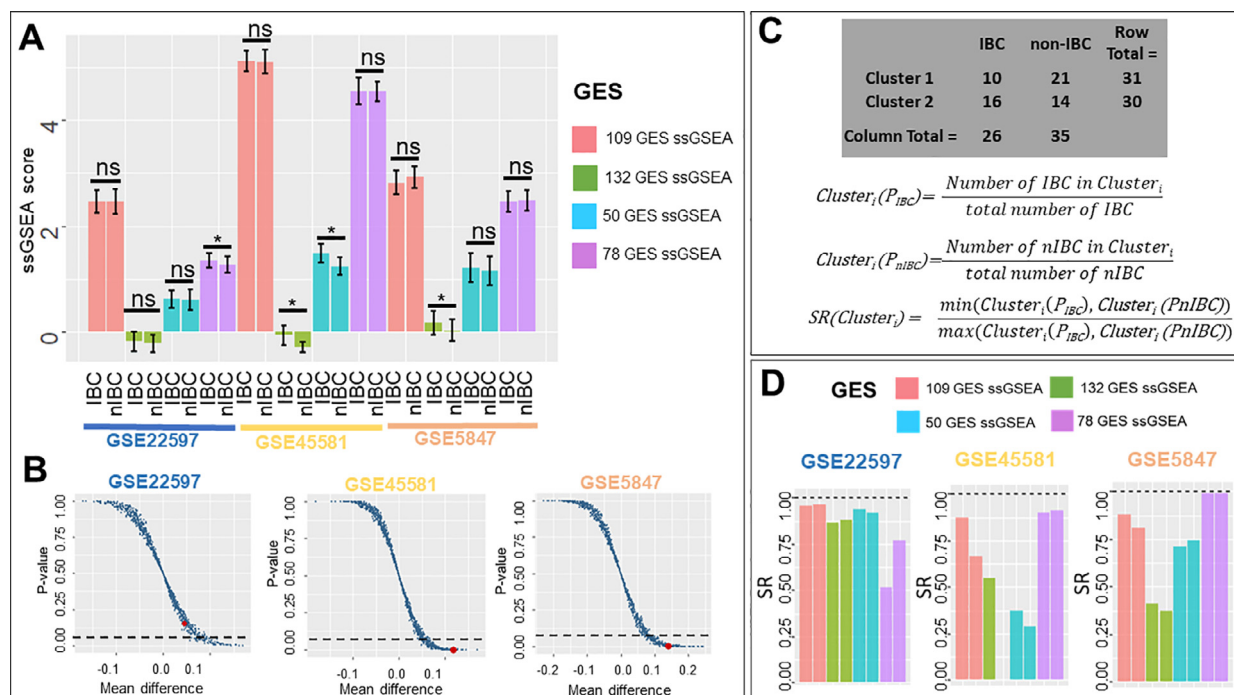 A
ssGSEA score
0
2
4
ns
ns
ns
*
ns
*
*
ns
ns
*
ns
ns
IBC
nIBC
IBC
nIBC
IBC
nIBC
IBC
nIBC
IBC
nIBC
IBC
nIBC
IBC
nIBC
IBC
nIBC
IBC
nIBC
IBC
nIBC
IBC
nIBC
IBC
nIBC
GSE22597
GSE45581
GSE5847
GES
109 GES ssGSEA
132 GES ssGSEA
50 GES ssGSEA
78 GES ssGSEA
B
GSE22597
P-value
0.00 0.25 0.50 0.75 1.00
-0.1 0.0 0.1
Mean difference
GSE45581
P-value
0.00 0.25 0.50 0.75 1.00
-0.1 0.0 0.1
Mean difference
GSE5847
P-value
0.00 0.25 0.50 0.75 1.00
-0.2 -0.1 0.0 0.1 0.2
Mean difference
C
IBC non-IBC Row
Total =
Cluster 1 10 21 31
Cluster 2 16 14 30
Column Total = 26 35
Cluster_i(P_IBC)= Number of IBC in Cluster_i
total number of IBC
Cluster_i(P_nIBC)= Number of nIBC in Cluster_i
total number of nIBC
SR(Cluster_i) = min(Cluster_i(P_IBC), Cluster_i (PnIBC))
max(Cluster_i(P_IBC), Cluster_i (PnIBC))
D
GES
109 GES ssGSEA 132 GES ssGSEA
50 GES ssGSEA 78 GES ssGSEA
GSE22597
SR
0,00 0.25 0.50 0.75 1.00
GSE45581
SR
0,00 0.25 0.50 0.75 1.00
GSE5847
SR
0,00 0.25 0.50 0.75 1.00